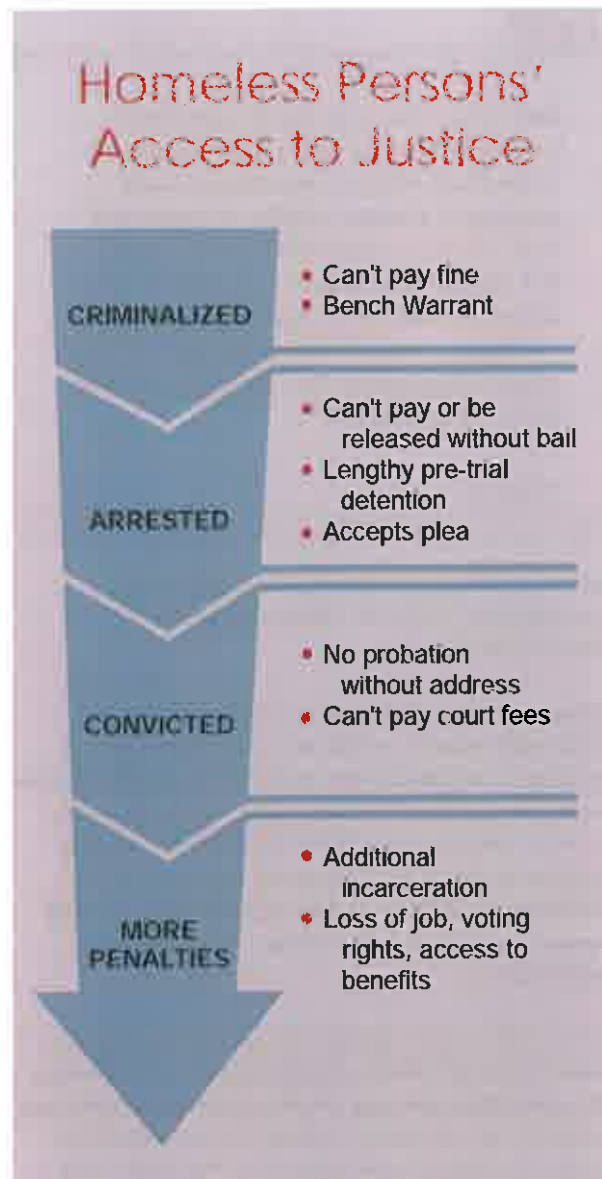 Homeless Persons'
Access to Justice
CRIMINALIZED
• Can't pay fine
• Bench Warrant
ARRESTED
• Can't pay or be
released without bail
• Lengthy pre-trial
detention
• Accepts plea
CONVICTED
• No probation
without address
• Can't pay court fees
MORE
PENALTIES
• Additional
incarceration
• Loss of job, voting
rights, access to
benefits